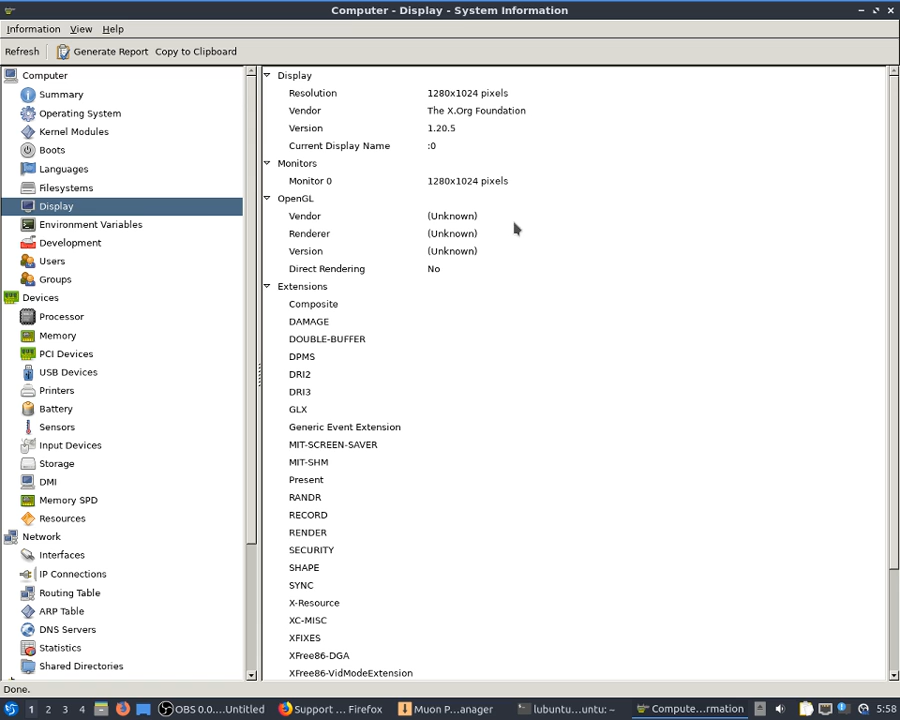 Computer - Display - System Information
Information View Help
Refresh Generate Report Copy to Clipboard
Computer
Summary
Operating System
Kernel Modules
Boots
Languages
Filesystems
Display
Environment Variables
Development
Users
Groups
Devices
Processor
Memory
PCI Devices
USB Devices
Printers
Battery
Sensors
Input Devices
Storage
DMI
Memory SPD
Resources
Network
Interfaces
IP Connections
Routing Table
ARP Table
DNS Servers
Statistics
Shared Directories
Display
Resolution 1280x1024 pixels
Vendor The X.Org Foundation
Version 1.20.5
Current Display Name :0
Monitors
Monitor 0 1280x1024 pixels
OpenGL
Vendor (Unknown)
Renderer (Unknown)
Version (Unknown)
Direct Rendering No
Extensions
Composite
DAMAGE
DOUBLE-BUFFER
DPMS
DRI2
DRI3
GLX
Generic Event Extension
MIT-SCREEN-SAVER
MIT-SHM
Present
RANDR
RECORD
RENDER
SECURITY
SHAPE
SYNC
X-Resource
XC-MISC
XFIXES
XFree86-DGA
XFree86-VidModeExtension
Done.
1 2 3 4 OBS 0.0....Untitled Support ... Firefox Muon P...anager lubuntu...untu: ~ Compute...rmation 5:58